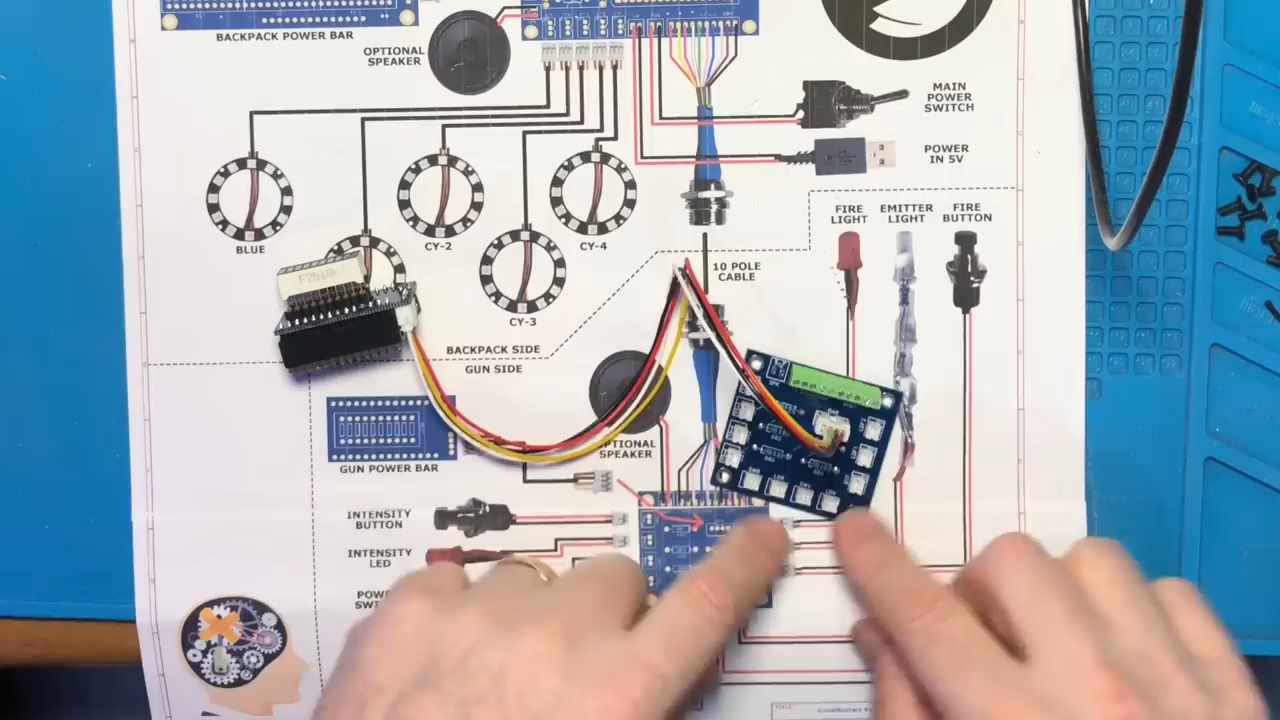 BACKPACK POWER BAR
OPTIONAL
SPEAKER
MAIN
POWER
SWITCH
POWER
IN 5V
BLUE
CY-2
CY-3
CY-4
FIRE
LIGHT
EMITTER
LIGHT
FIRE
BUTTON
10 POLE
CABLE
BACKPACK SIDE
GUN SIDE
GUN POWER BAR
OPTIONAL
SPEAKER
BAR
INTENSITY
BUTTON
INTENSITY
LED